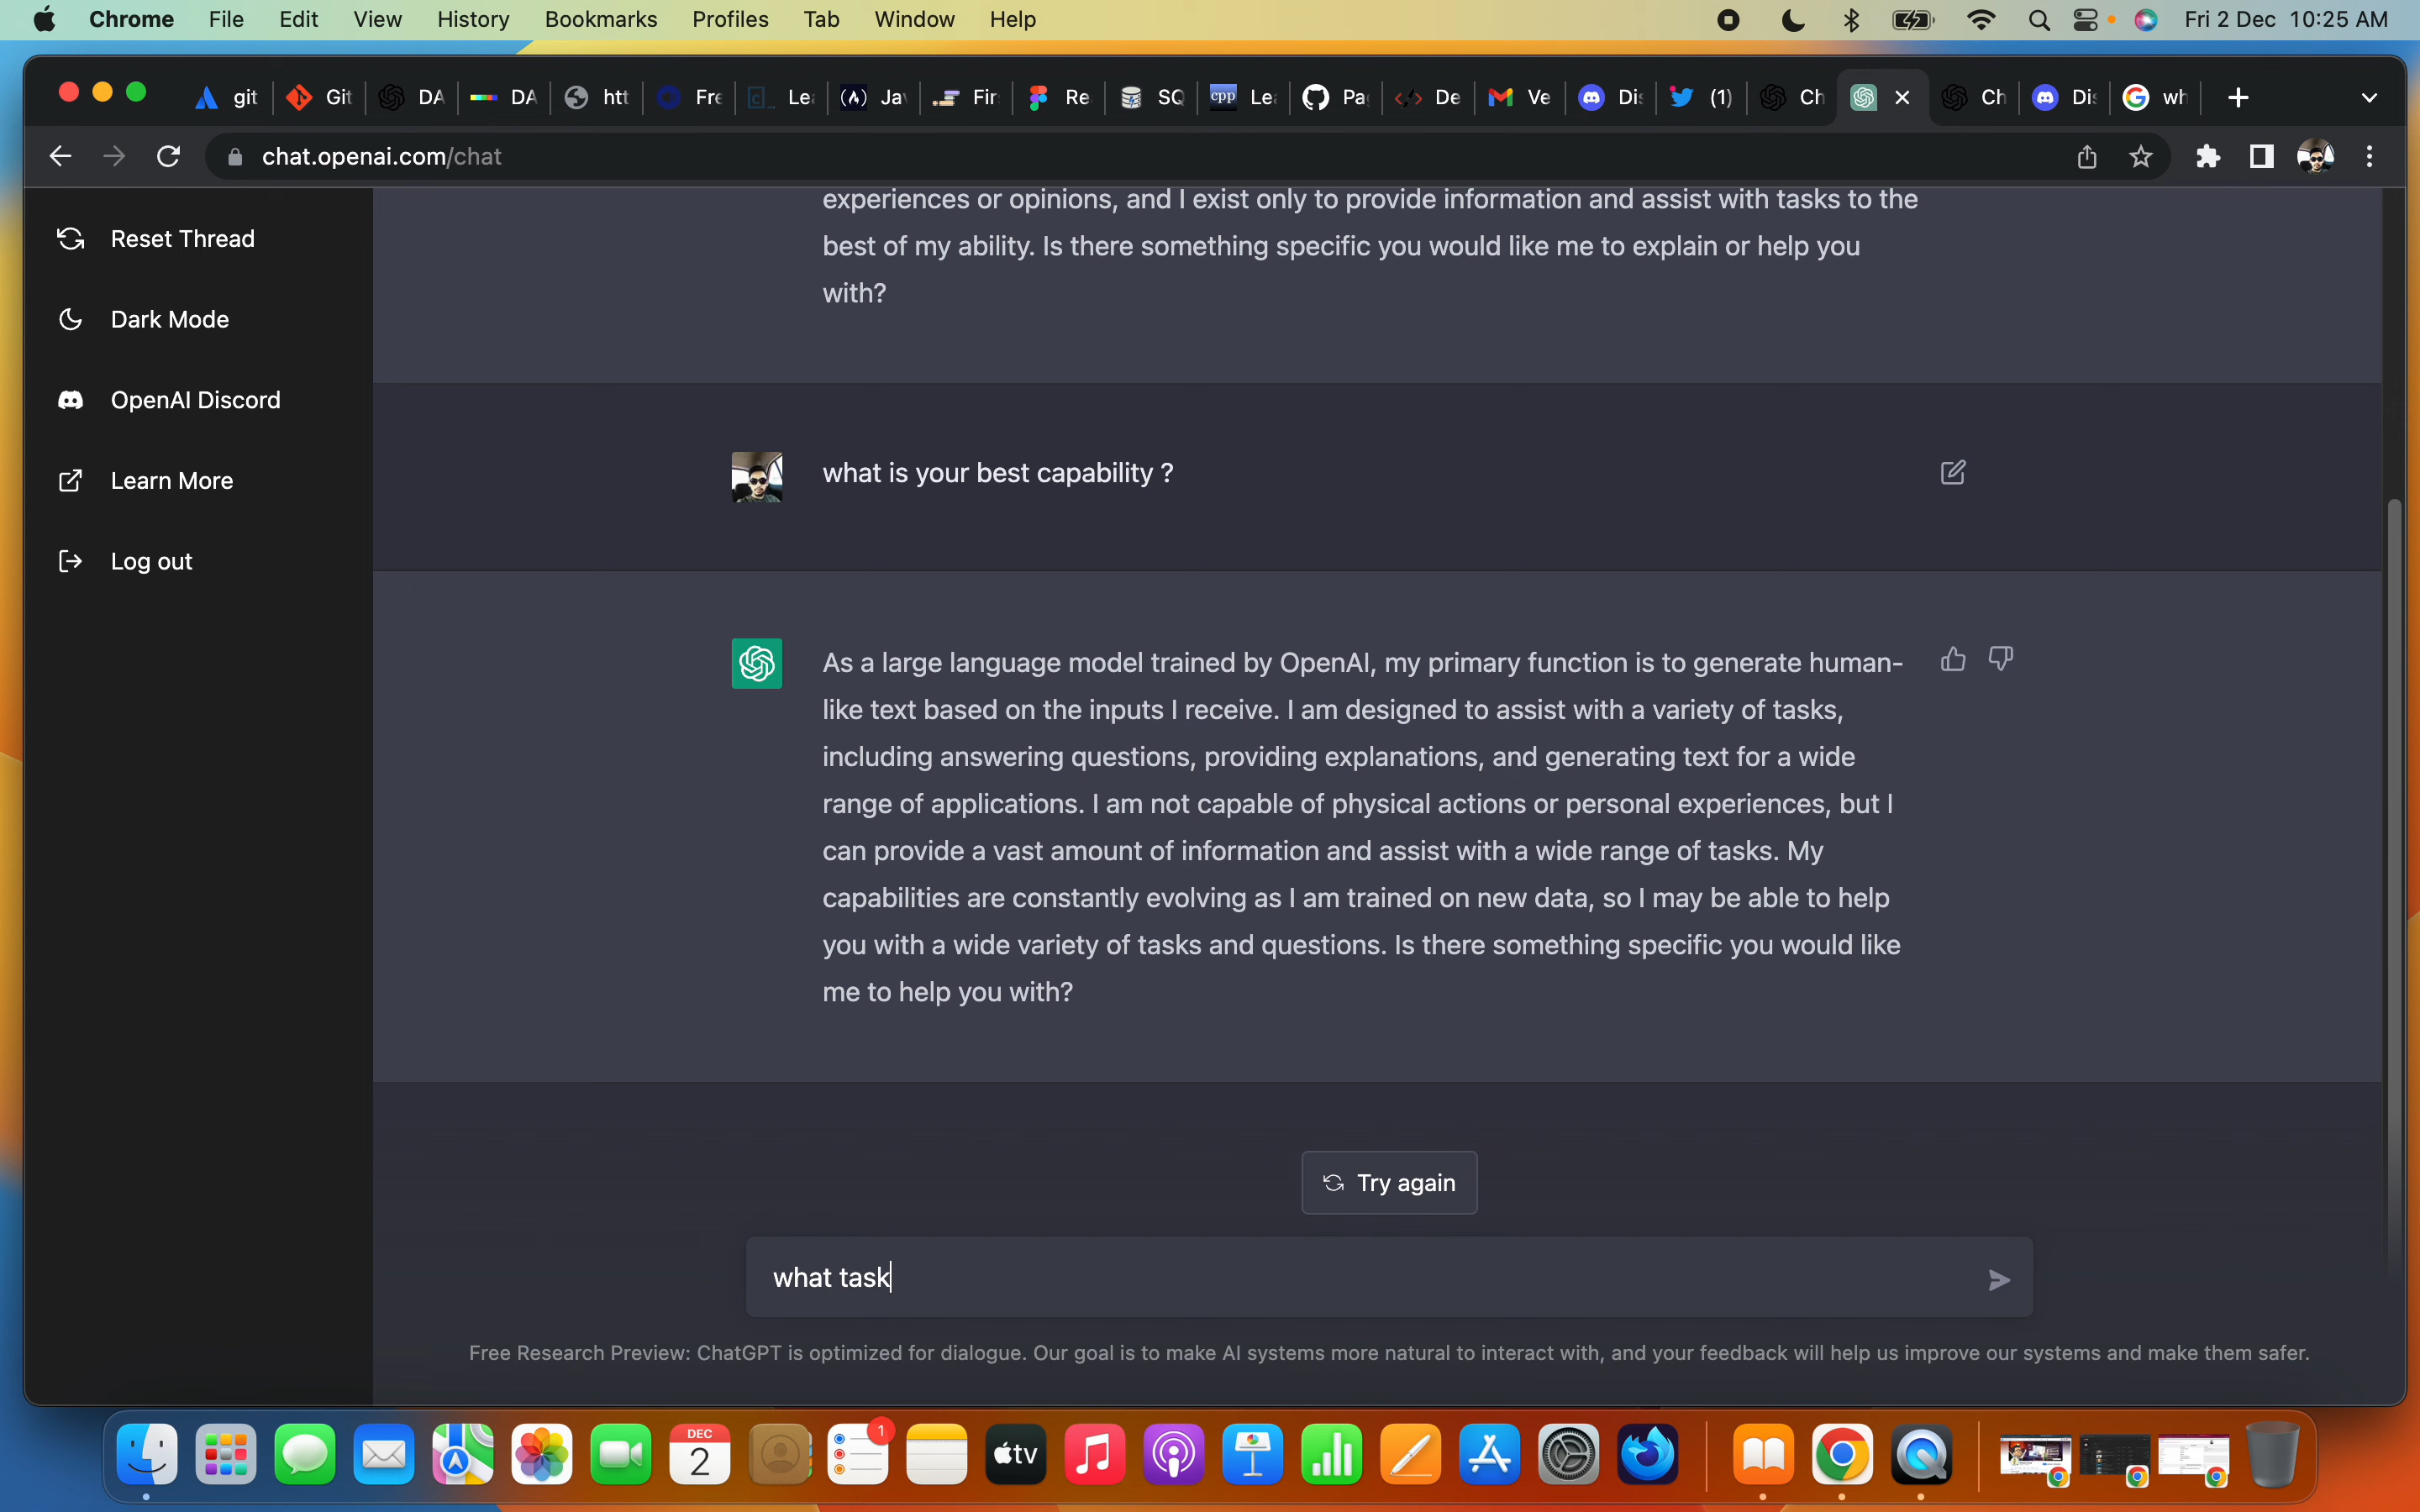 Chrome File Edit View History Bookmarks Profiles Tab Window Help Fri 2 Dec 10:25 AM
git Git DA DA htt Fre Le Ja Fir Re SQ cpp Le Pa De Ve Dis (1) Ch Ch Dis wh
chat.openai.com/chat
Reset Thread
Dark Mode
OpenAI Discord
Learn More
Log out
experiences or opinions, and I exist only to provide information and assist with tasks to the
best of my ability. Is there something specific you would like me to explain or help you
with?
what is your best capability ?
As a large language model trained by OpenAI, my primary function is to generate human-
like text based on the inputs I receive. I am designed to assist with a variety of tasks,
including answering questions, providing explanations, and generating text for a wide
range of applications. I am not capable of physical actions or personal experiences, but I
can provide a vast amount of information and assist with a wide range of tasks. My
capabilities are constantly evolving as I am trained on new data, so I may be able to help
you with a wide variety of tasks and questions. Is there something specific you would like
me to help you with?
Try again
what task
Free Research Preview: ChatGPT is optimized for dialogue. Our goal is to make AI systems more natural to interact with, and your feedback will help us improve our systems and make them safer.
DEC
2
1
tv